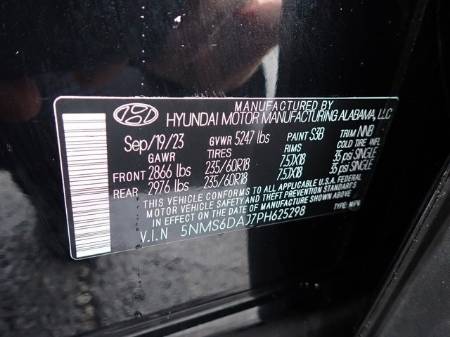 MANUFACTURED BY
HYUNDAI MOTOR MANUFACTURING ALABAMA, LLC
Sep/19/23 GVWR 5247 lbs PAINT S3B TRIM NNB
GAWR TIRES RIMS COLD TIRE INFL
FRONT 2866 lbs 235/60R18 7.5JX18 35 psi SINGLE
REAR 2976 lbs 235/60R18 7.5JX18 35 psi SINGLE
THIS VEHICLE CONFORMS TO ALL APPLICABLE U.S.A. FEDERAL
MOTOR VEHICLE SAFETY AND THEFT PREVENTION STANDARDS
IN EFFECT ON THE DATE OF MANUFACTURE SHOWN ABOVE.
V.I.N 5NMS6DAJ7PH625298 TYPE: MPV